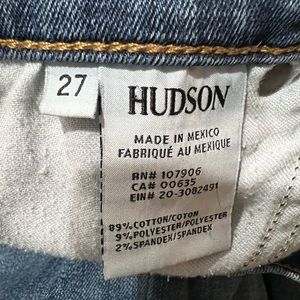 27
HUDSON
MADE IN MEXICO
FABRIQUÉ AU MEXIQUE
RN# 107906
CA# 00635
EIN# 20-3082491
89% COTTON/COTON
9% POLYESTER/POLYESTER
2% SPANDEX/SPANDEX